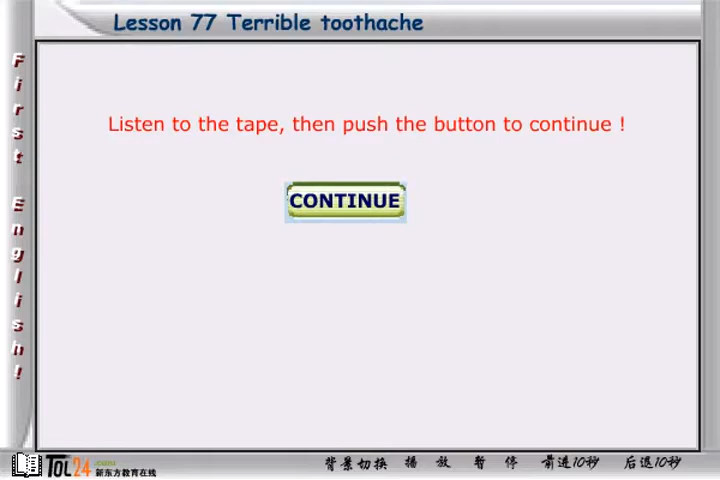 Lesson 77 Terrible toothache
First English!
Listen to the tape, then push the button to continue !
CONTINUE
TOL24.COM
新东方教育在线
背景切换 播 放 暂 停 前进10秒 后退10秒